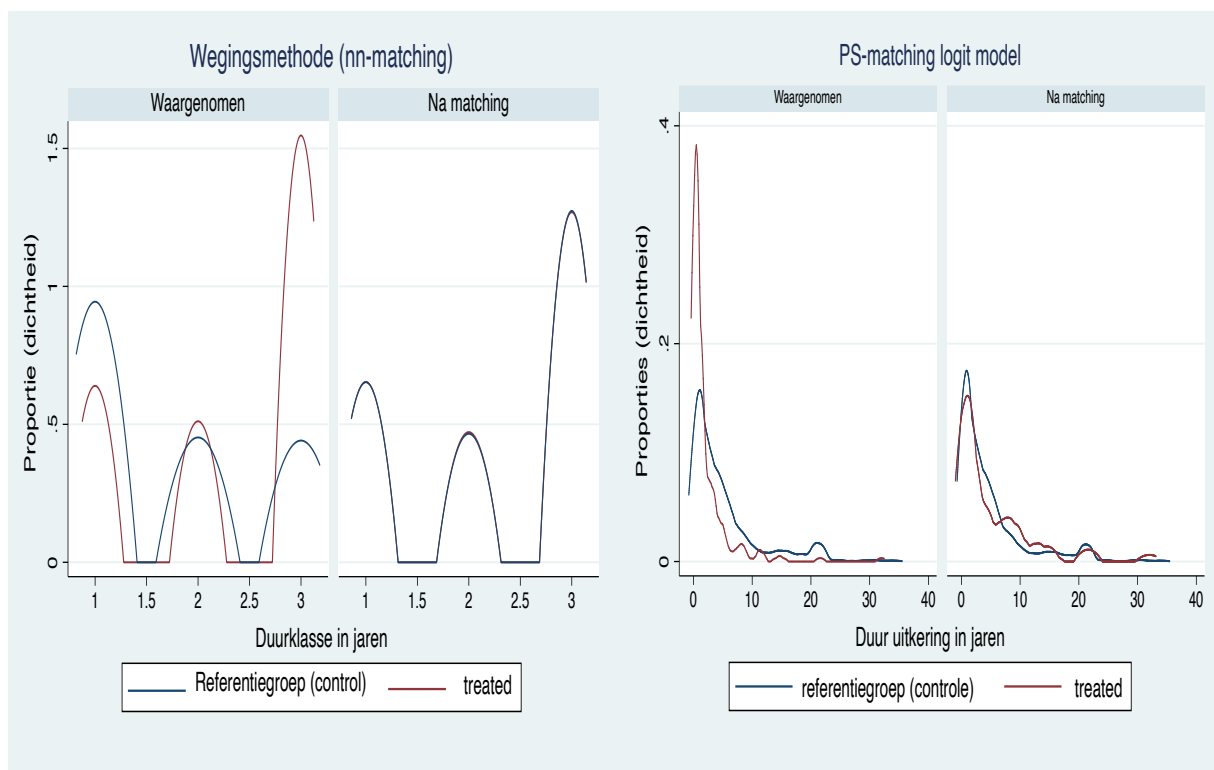 Wegingsmethode (nn-matching)
Waargenomen
Na matching
Proportie (dichtheid)
1.5
1
.5
0
1 1.5 2 2.5 3
1 1.5 2 2.5 3
Duurklasse in jaren
Referentiegroep (control) treated
PS-matching logit model
Waargenomen
Na matching
Proporties (dichtheid)
.4
.2
0
0 10 20 30 40
0 10 20 30 40
Duur uitkering in jaren
referentiegroep (controle) treated